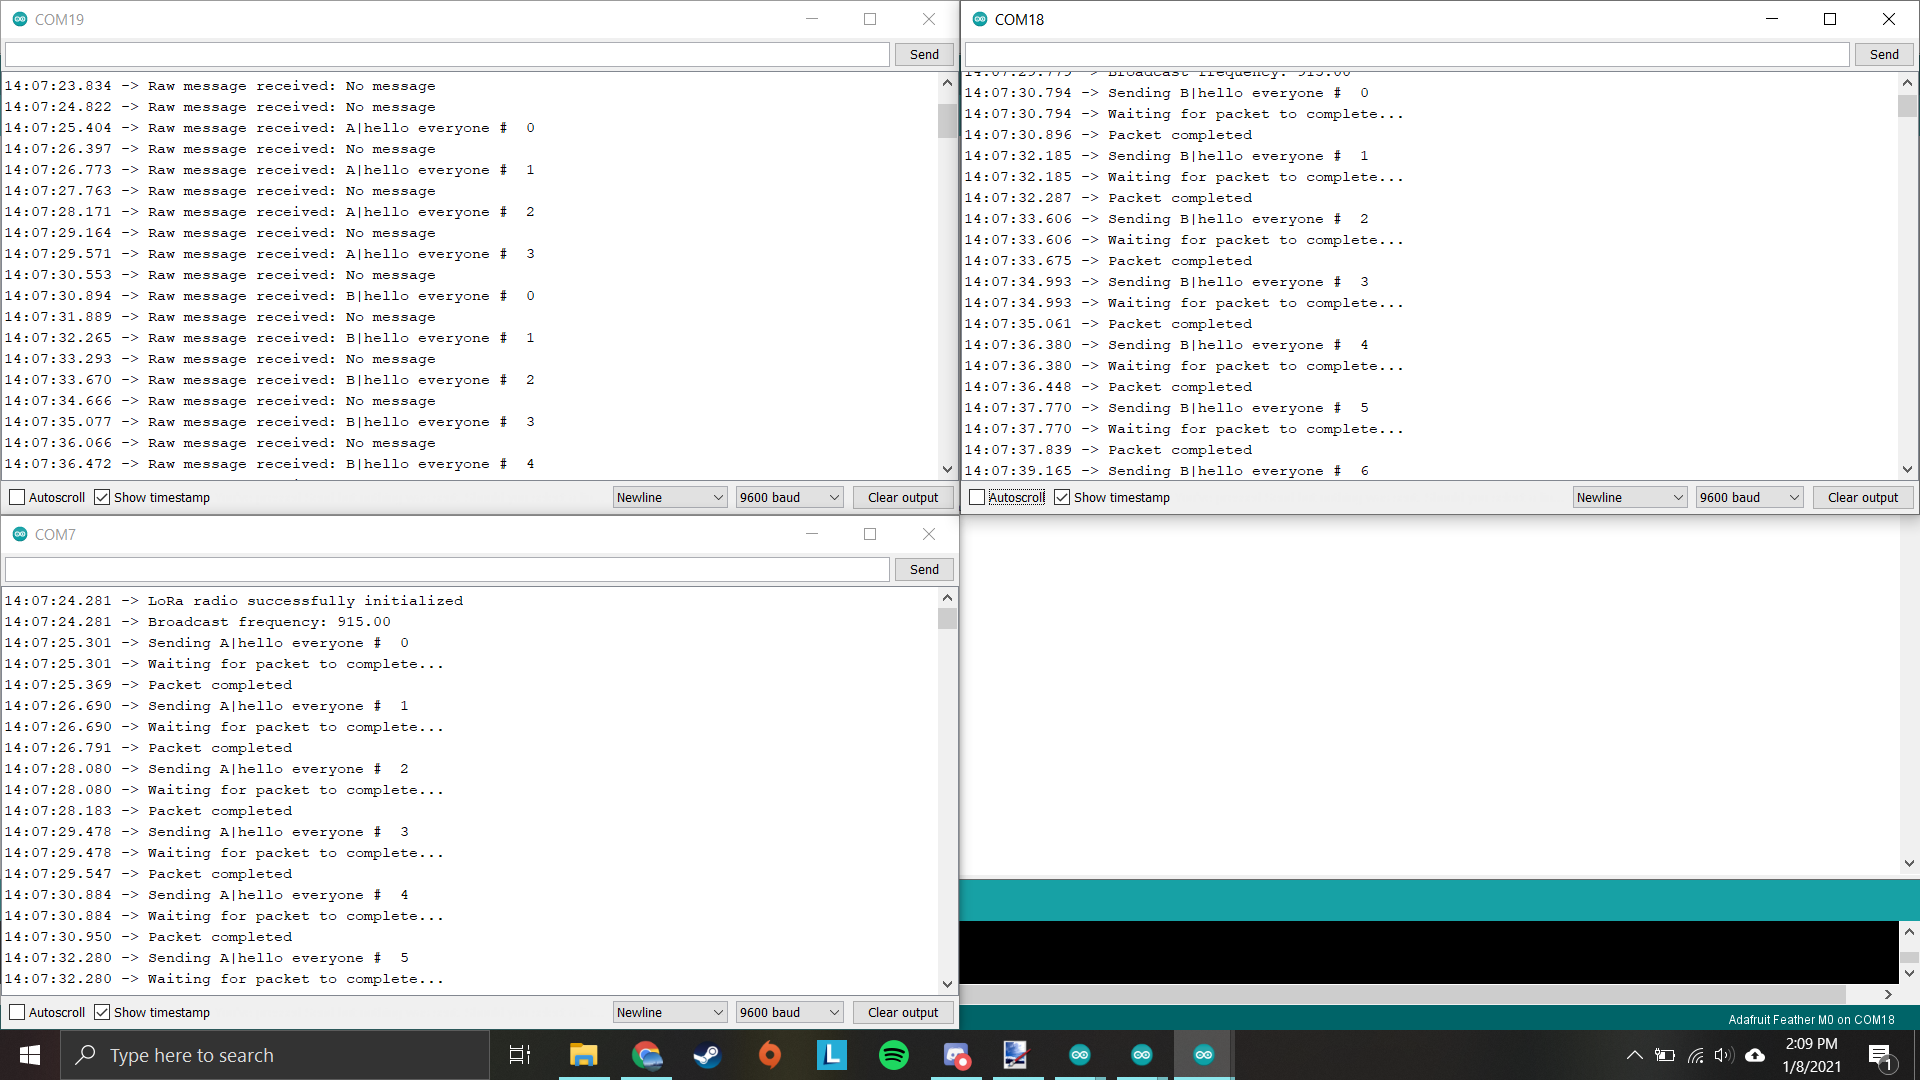 COM19
Send
14:07:23.834 -> Raw message received: No message
14:07:24.822 -> Raw message received: No message
14:07:25.404 -> Raw message received: A|hello everyone #  0
14:07:26.397 -> Raw message received: No message
14:07:26.773 -> Raw message received: A|hello everyone #  1
14:07:27.763 -> Raw message received: No message
14:07:28.171 -> Raw message received: A|hello everyone #  2
14:07:29.164 -> Raw message received: No message
14:07:29.571 -> Raw message received: A|hello everyone #  3
14:07:30.553 -> Raw message received: No message
14:07:30.894 -> Raw message received: B|hello everyone #  0
14:07:31.889 -> Raw message received: No message
14:07:32.265 -> Raw message received: B|hello everyone #  1
14:07:33.293 -> Raw message received: No message
14:07:33.670 -> Raw message received: B|hello everyone #  2
14:07:34.666 -> Raw message received: No message
14:07:35.077 -> Raw message received: B|hello everyone #  3
14:07:36.066 -> Raw message received: No message
14:07:36.472 -> Raw message received: B|hello everyone #  4
Autoscroll Show timestamp Newline 9600 baud Clear output
COM18
Send
14:07:29.779 -> Broadcast frequency: 915.00
14:07:30.794 -> Sending B|hello everyone #  0
14:07:30.794 -> Waiting for packet to complete...
14:07:30.896 -> Packet completed
14:07:32.185 -> Sending B|hello everyone #  1
14:07:32.185 -> Waiting for packet to complete...
14:07:32.287 -> Packet completed
14:07:33.606 -> Sending B|hello everyone #  2
14:07:33.606 -> Waiting for packet to complete...
14:07:33.675 -> Packet completed
14:07:34.993 -> Sending B|hello everyone #  3
14:07:34.993 -> Waiting for packet to complete...
14:07:35.061 -> Packet completed
14:07:36.380 -> Sending B|hello everyone #  4
14:07:36.380 -> Waiting for packet to complete...
14:07:36.448 -> Packet completed
14:07:37.770 -> Sending B|hello everyone #  5
14:07:37.770 -> Waiting for packet to complete...
14:07:37.839 -> Packet completed
14:07:39.165 -> Sending B|hello everyone #  6
Autoscroll Show timestamp Newline 9600 baud Clear output
COM7
Send
14:07:24.281 -> LoRa radio successfully initialized
14:07:24.281 -> Broadcast frequency: 915.00
14:07:25.301 -> Sending A|hello everyone #  0
14:07:25.301 -> Waiting for packet to complete...
14:07:25.369 -> Packet completed
14:07:26.690 -> Sending A|hello everyone #  1
14:07:26.690 -> Waiting for packet to complete...
14:07:26.791 -> Packet completed
14:07:28.080 -> Sending A|hello everyone #  2
14:07:28.080 -> Waiting for packet to complete...
14:07:28.183 -> Packet completed
14:07:29.478 -> Sending A|hello everyone #  3
14:07:29.478 -> Waiting for packet to complete...
14:07:29.547 -> Packet completed
14:07:30.884 -> Sending A|hello everyone #  4
14:07:30.884 -> Waiting for packet to complete...
14:07:30.950 -> Packet completed
14:07:32.280 -> Sending A|hello everyone #  5
14:07:32.280 -> Waiting for packet to complete...
Autoscroll Show timestamp Newline 9600 baud Clear output
Adafruit Feather M0 on COM18
Type here to search
L
2:09 PM
1/8/2021
1